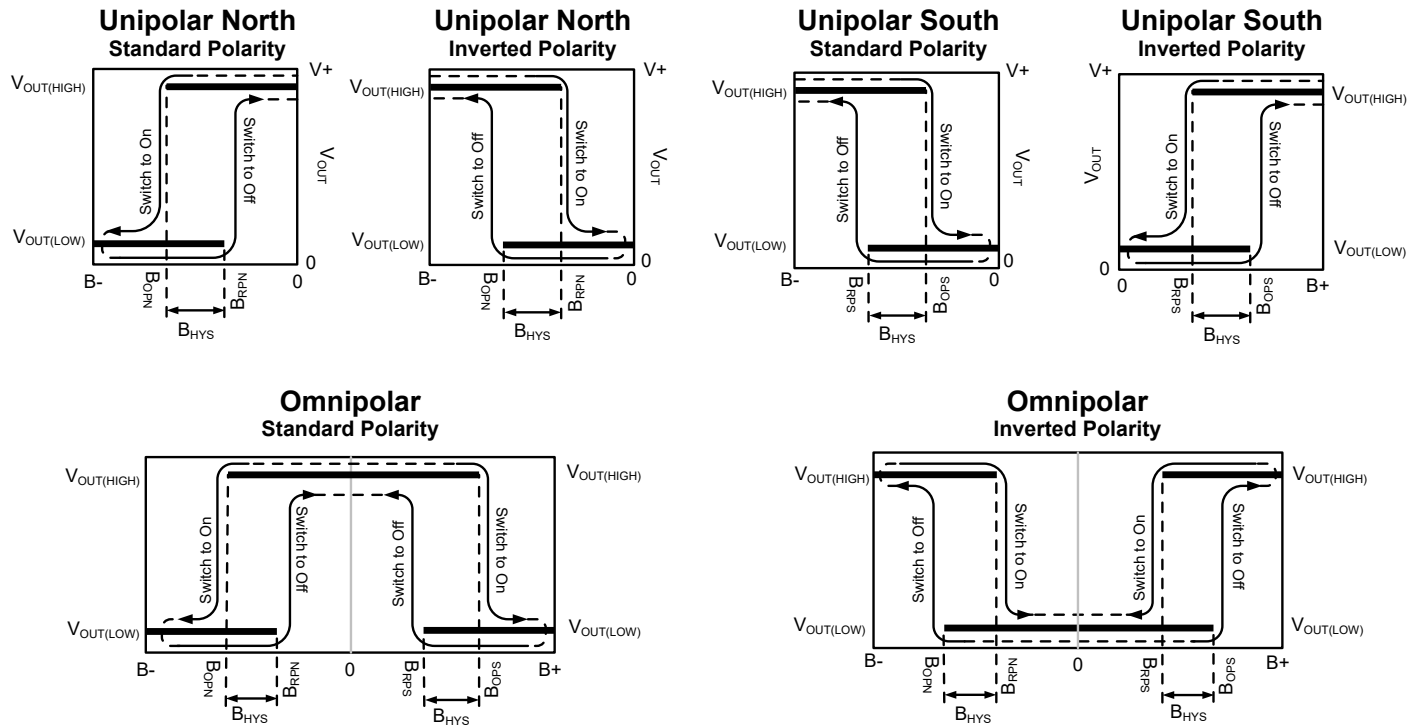 Unipolar North
Standard Polarity
V+
VOUT(HIGH)
Switch to On
Switch to Off
VOUT
VOUT(LOW)
0
B-
0
BOPN
BRPN
BHYS
Unipolar North
Inverted Polarity
V+
VOUT(HIGH)
Switch to Off
Switch to On
VOUT
VOUT(LOW)
0
B-
0
BOPN
BRPN
BHYS
Unipolar South
Standard Polarity
V+
VOUT(HIGH)
Switch to Off
Switch to On
VOUT
VOUT(LOW)
0
B-
0
BRPS
BOPS
BHYS
Unipolar South
Inverted Polarity
V+
VOUT(HIGH)
VOUT
Switch to On
Switch to Off
VOUT(LOW)
0
0
B+
BRPS
BOPS
BHYS
Omnipolar
Standard Polarity
VOUT(HIGH)
VOUT(HIGH)
Switch to On
Switch to Off
Switch to Off
Switch to On
VOUT(LOW)
VOUT(LOW)
B-
0
B+
BOPN
BRPN
BRPS
BOPS
BHYS
BHYS
Omnipolar
Inverted Polarity
VOUT(HIGH)
VOUT(HIGH)
Switch to Off
Switch to On
Switch to On
Switch to Off
VOUT(LOW)
VOUT(LOW)
B-
0
B+
BOPN
BRPN
BRPS
BOPS
BHYS
BHYS